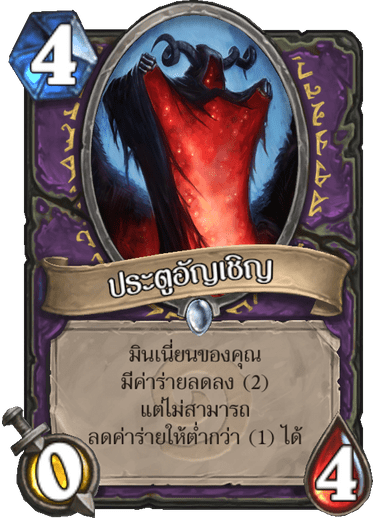 4
ประตูอัญเชิญ
มินเนี่ยนของคุณ
มีค่าร่ายลดลง (2)
แต่ไม่สามารถ
ลดค่าร่ายให้ต่ำกว่า (1) ได้
0
4